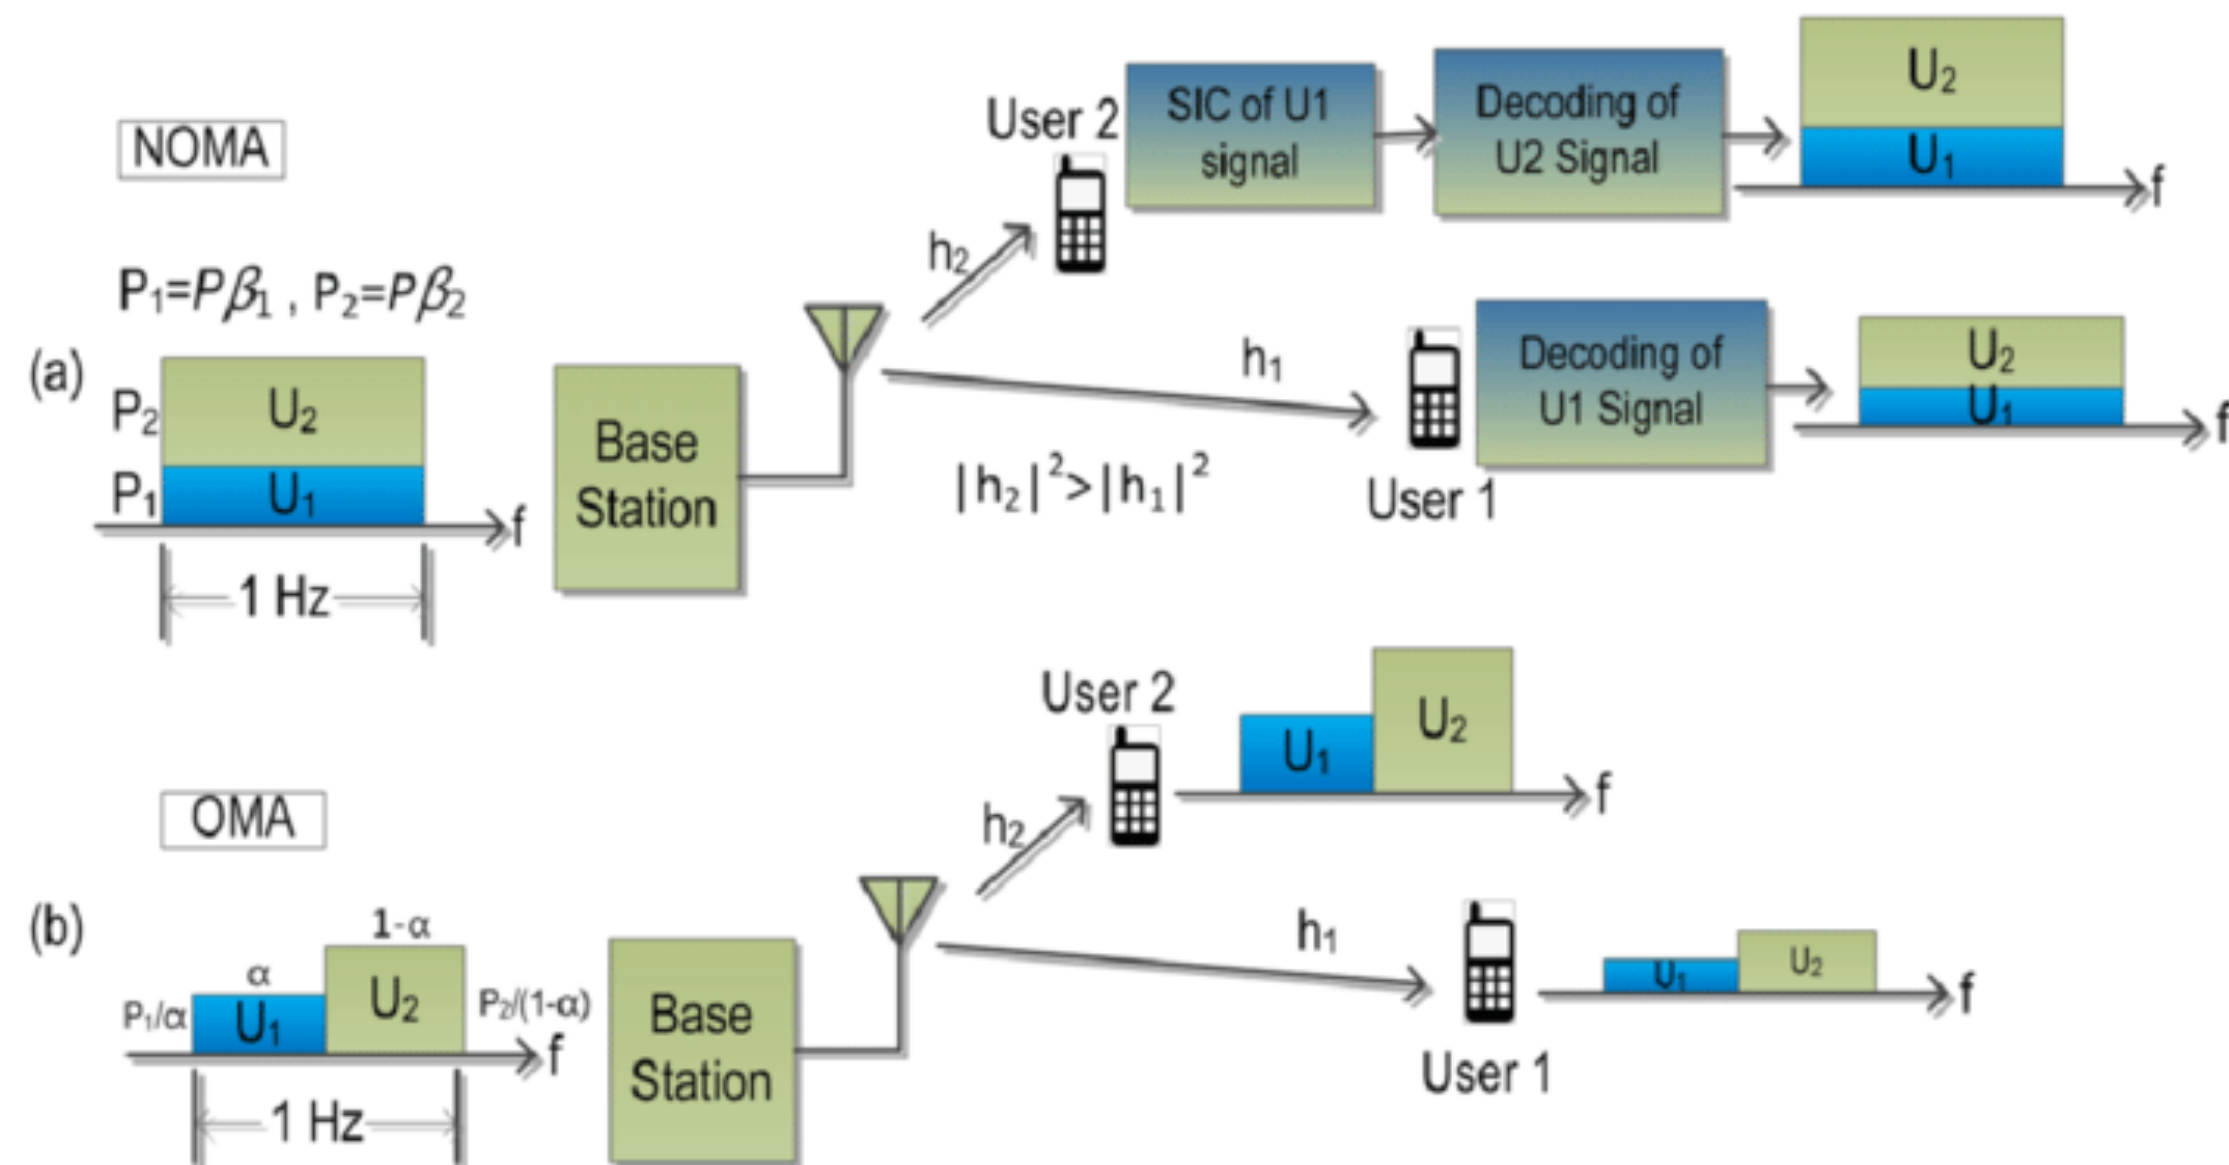 NOMA
P₁=Pβ₁ , P₂=Pβ₂
(a)
P₂
U₂
P₁
U₁
f
1 Hz
Base
Station
h₂
h₁
|h₂|²>|h₁|²
User 2
SIC of U1
signal
Decoding of
U2 Signal
U₂
U₁
f
User 1
Decoding of
U1 Signal
U₂
U₁
f
OMA
(b)
α
1-α
P₁/α
U₁
U₂
P₂/(1-α)
f
1 Hz
Base
Station
h₂
h₁
User 2
U₁
U₂
f
User 1
U₁
U₂
f